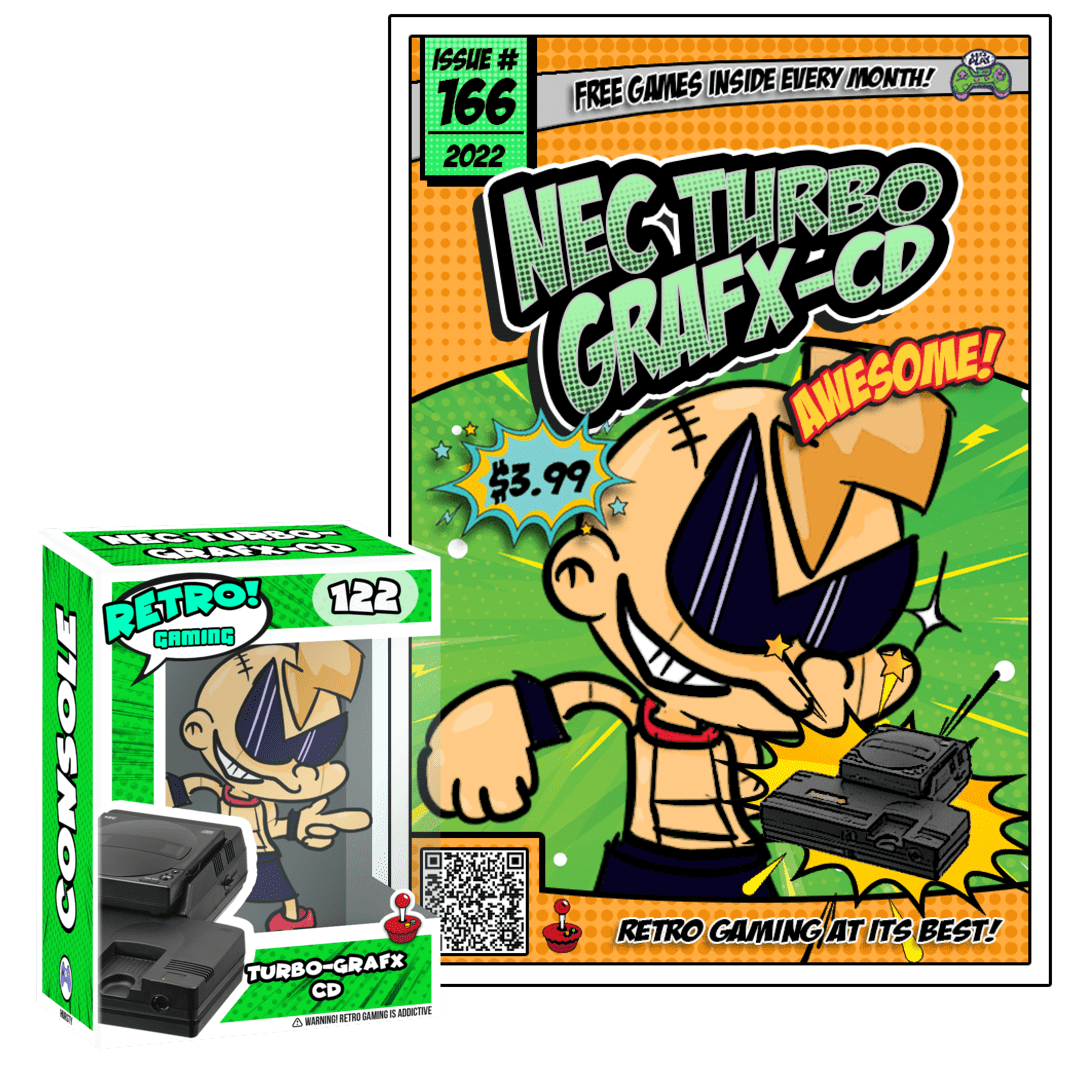 ISSUE #
166
2022
FREE GAMES INSIDE EVERY MONTH!
NEC TURBO
GRAFX-CD
AWESOME!
$3.99
NEC TURBO-
GRAFX-CD
RETRO!
GAMING
122
CONSOLE
NEC
TURBO-GRAFX
CD
WARNING! RETRO GAMING IS ADDICTIVE
RETRO GAMING AT ITS BEST!